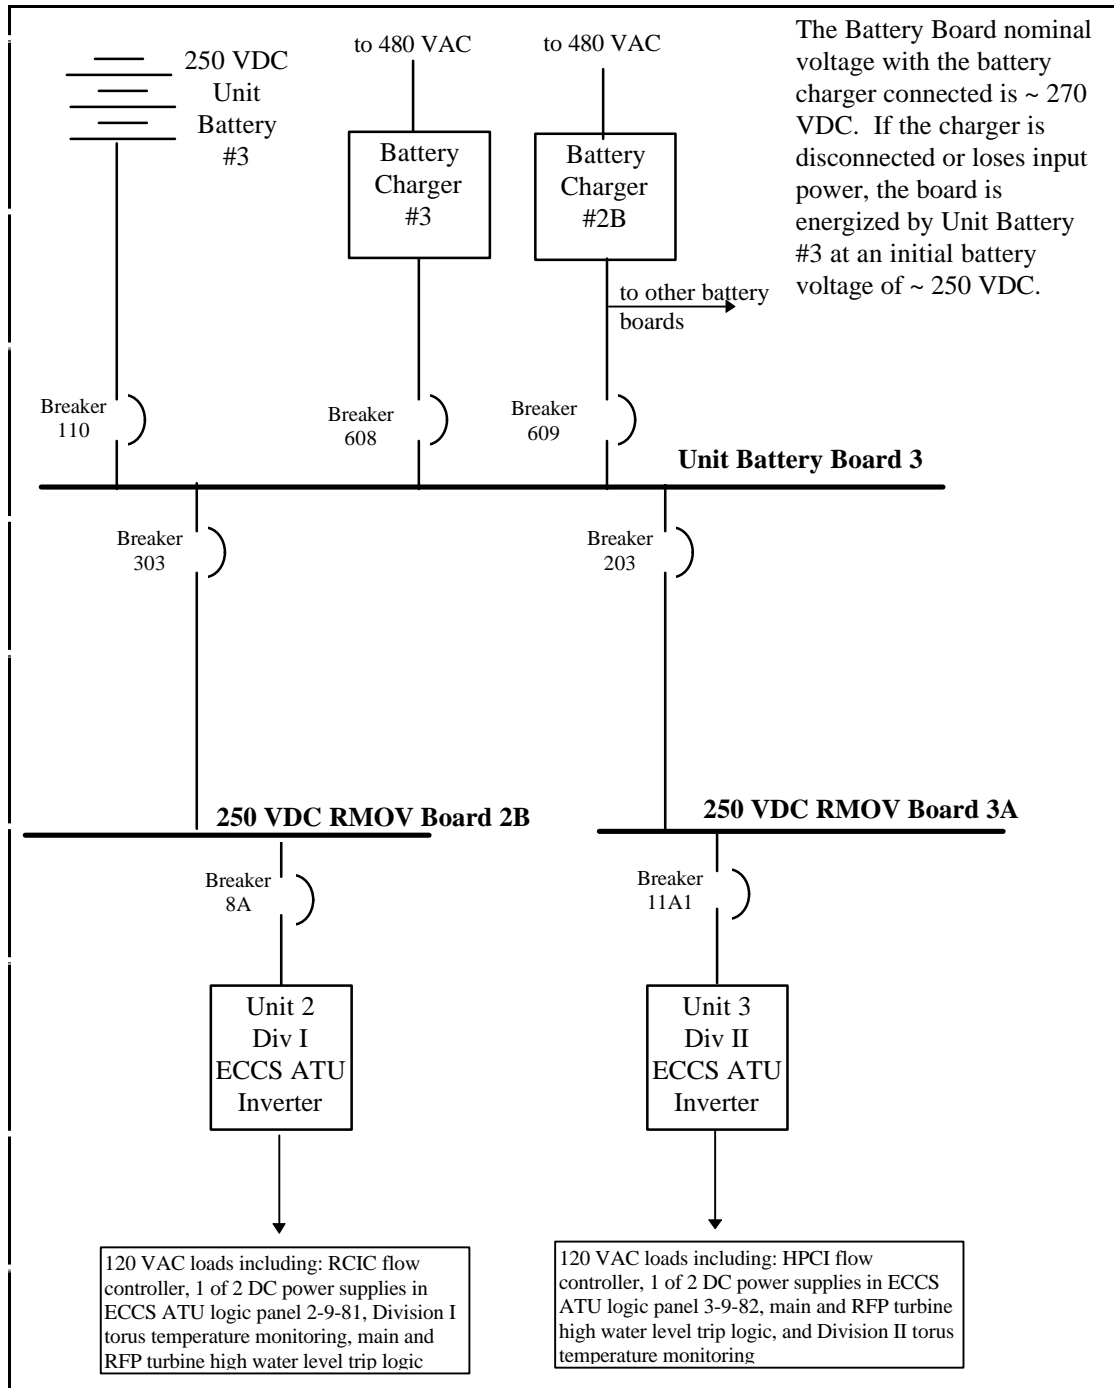 250 VDC
Unit
Battery
#3
to 480 VAC
to 480 VAC
The Battery Board nominal
voltage with the battery
charger connected is ~ 270
VDC.  If the charger is
disconnected or loses input
power, the board is
energized by Unit Battery
#3 at an initial battery
voltage of ~ 250 VDC.
Battery
Charger
#3
Battery
Charger
#2B
to other battery
boards
Breaker
110
Breaker
608
Breaker
609
Unit Battery Board 3
Breaker
303
Breaker
203
250 VDC RMOV Board 2B
250 VDC RMOV Board 3A
Breaker
8A
Breaker
11A1
Unit 2
Div I
ECCS ATU
Inverter
Unit 3
Div II
ECCS ATU
Inverter
120 VAC loads including: RCIC flow
controller, 1 of 2 DC power supplies in
ECCS ATU logic panel 2-9-81, Division I
torus temperature monitoring, main and
RFP turbine high water level trip logic
120 VAC loads including: HPCI flow
controller, 1 of 2 DC power supplies in ECCS
ATU logic panel 3-9-82, main and RFP turbine
high water level trip logic, and Division II torus
temperature monitoring